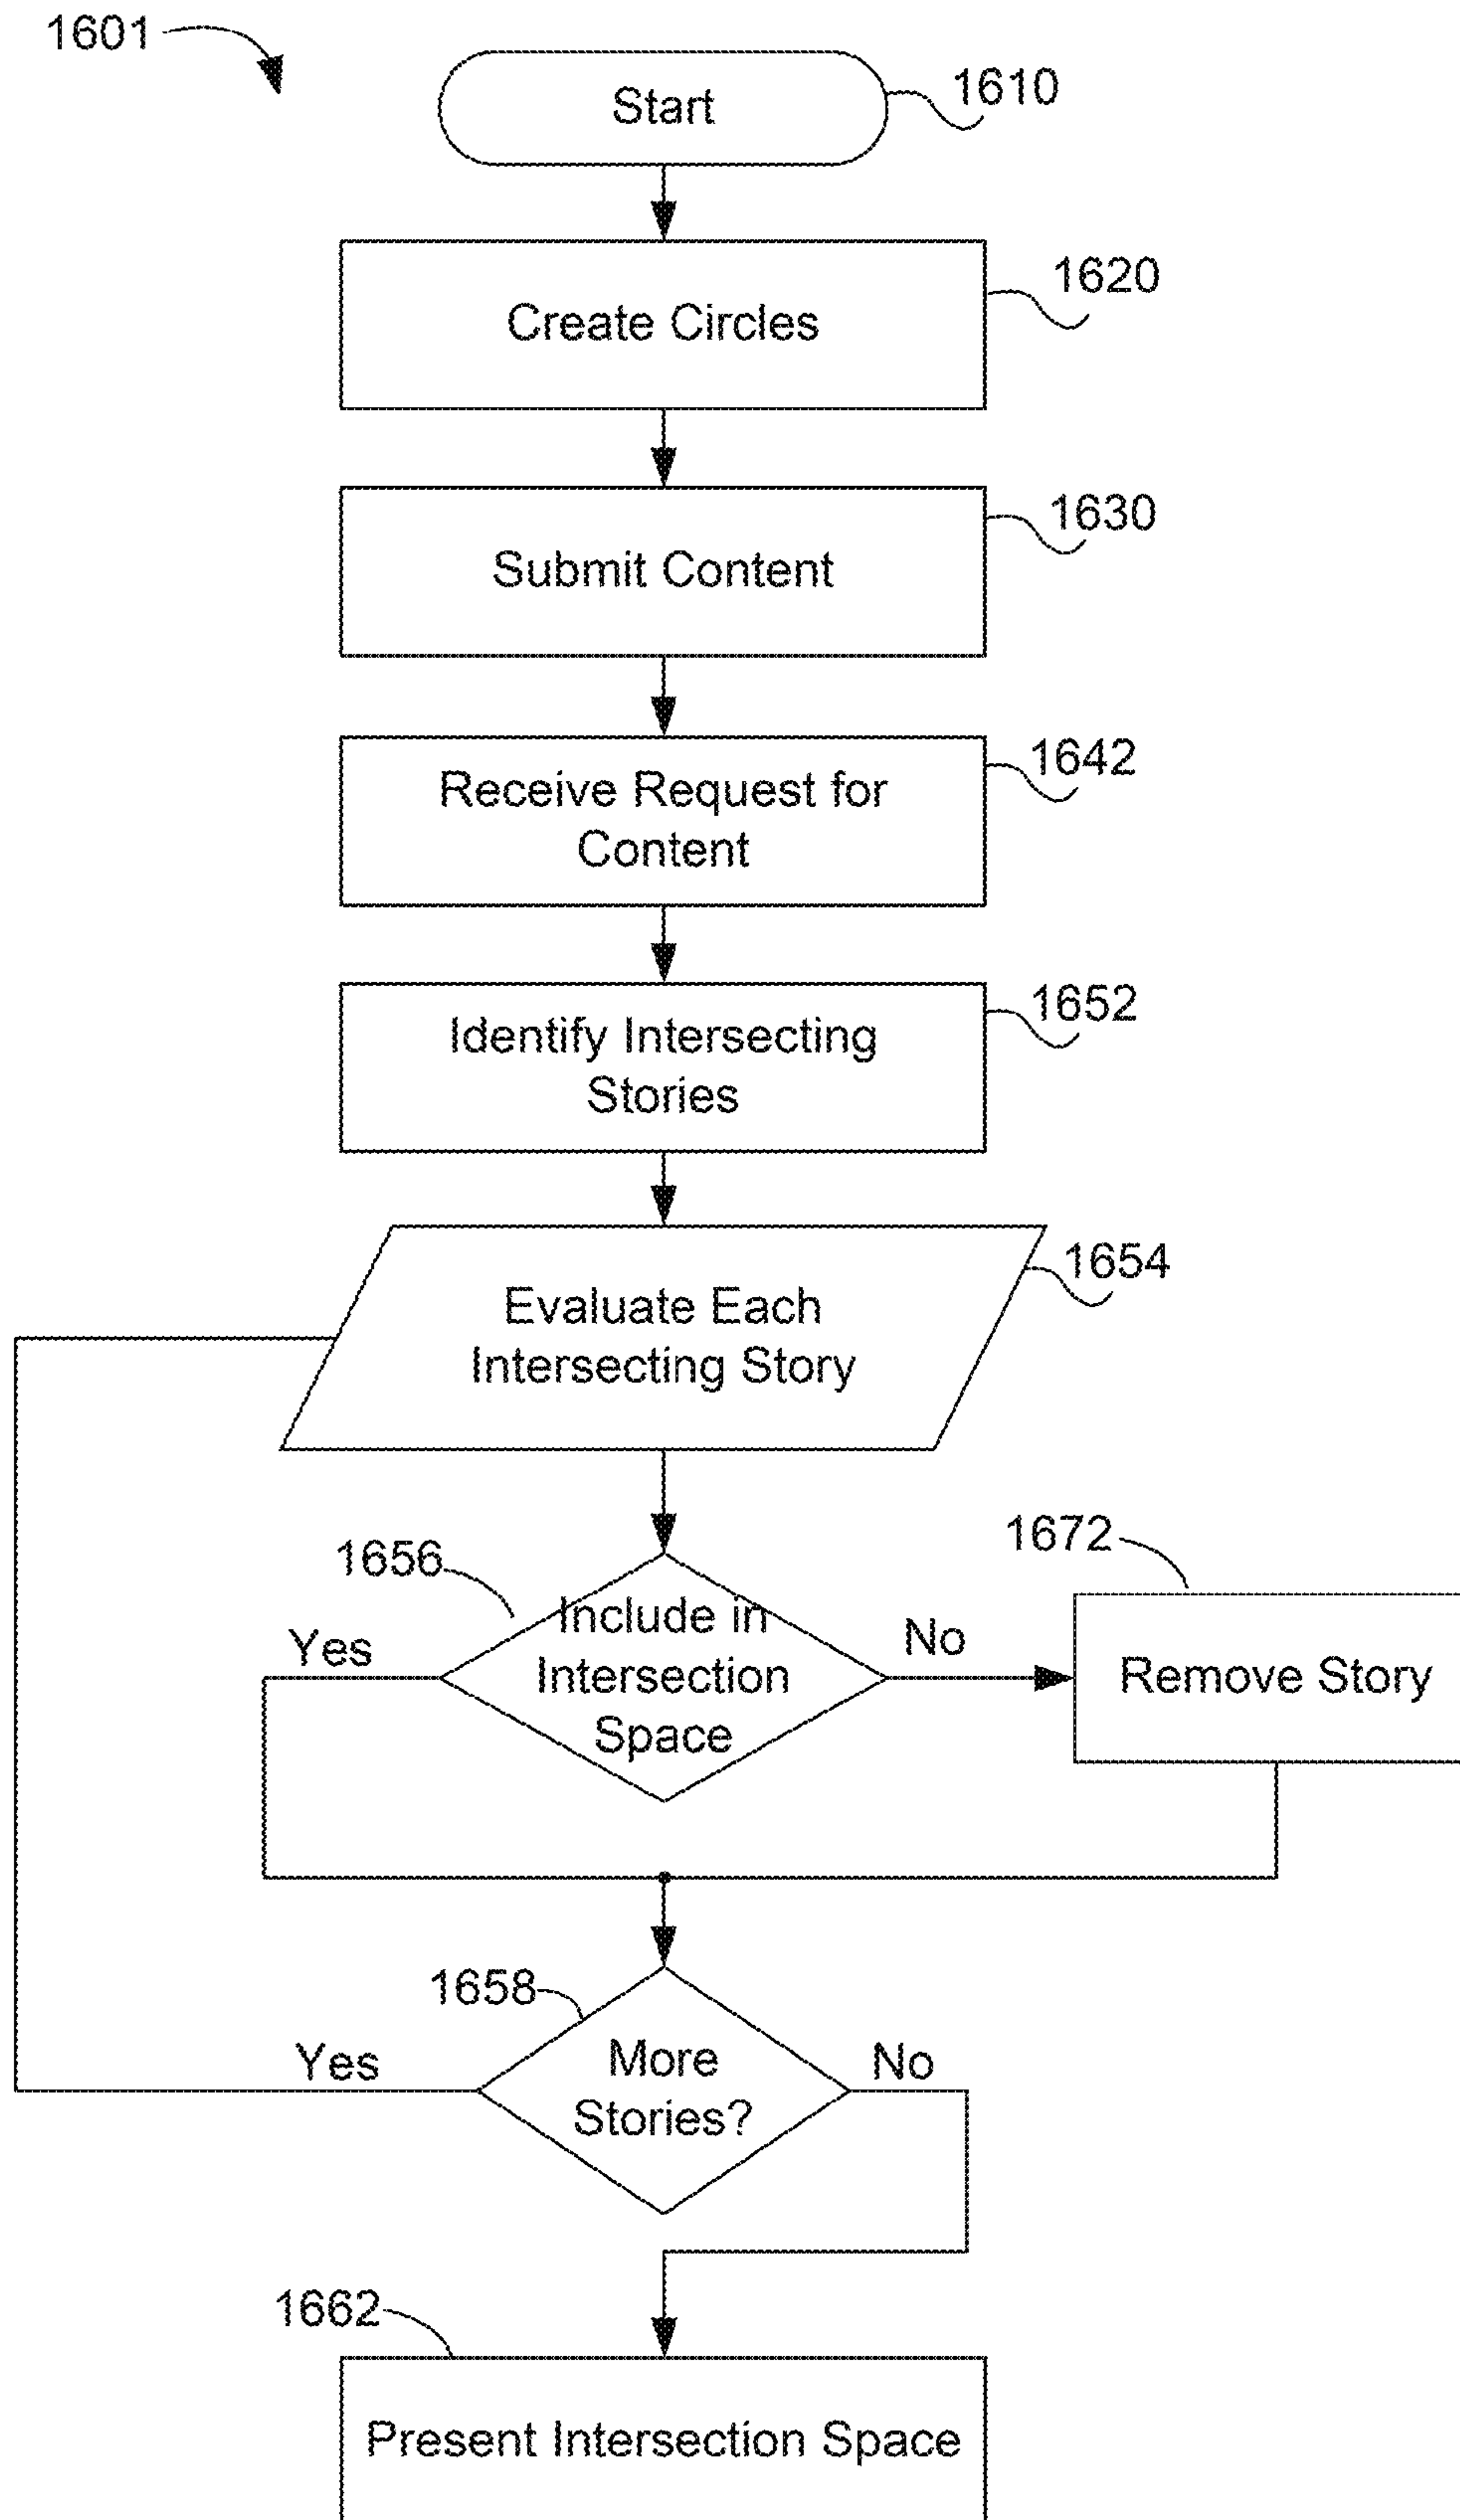 1601
Start
1610
Create Circles
1620
Submit Content
1630
Receive Request for
Content
1642
Identify Intersecting
Stories
1652
Evaluate Each
Intersecting Story
1654
1656
Include in
Intersection
Space
Yes
No
1672
Remove Story
1658
More
Stories?
Yes
No
1662
Present Intersection Space